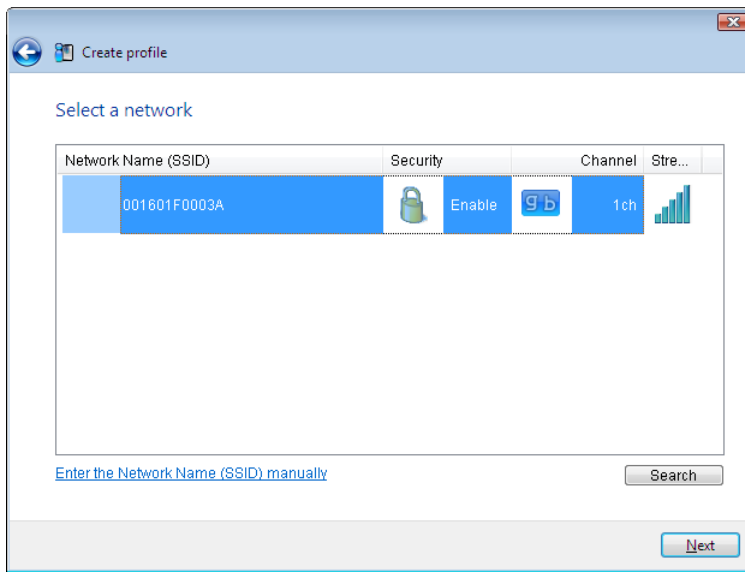 Create profile
Select a network
Network Name (SSID) Security Channel Stre...
001601F0003A Enable g b 1ch
Enter the Network Name (SSID) manually Search
Next